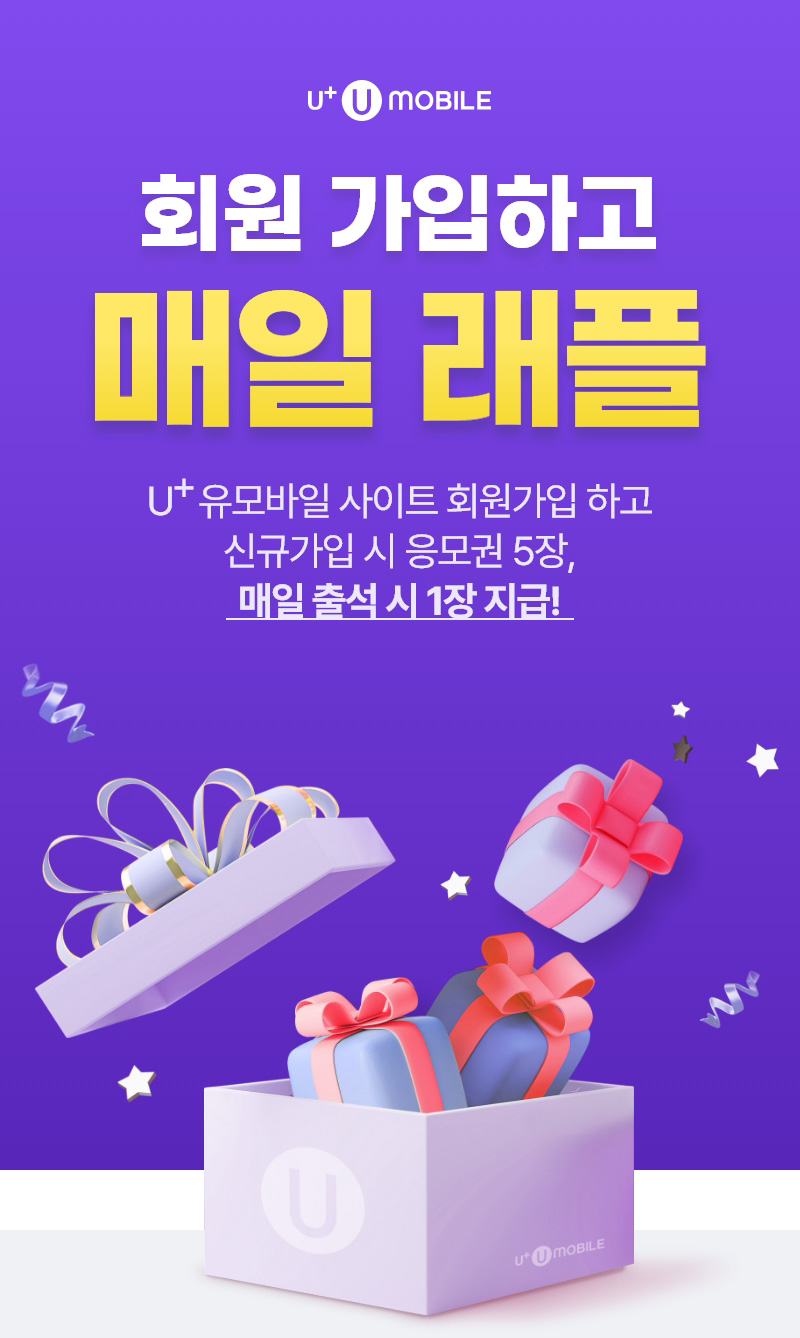 U+ U MOBILE
회원 가입하고
매일 래플
U+ 유모바일 사이트 회원가입 하고
신규가입 시 응모권 5장,
매일 출석 시 1장 지급!
U
U+ U MOBILE